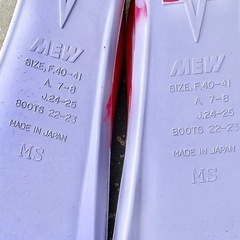 MEW
SIZE, F.40-41
A. 7-8
J.24-25
BOOTS 22-23
MADE IN JAPAN
MS
MEW
SIZE, F.40-41
A. 7-8
J.24-25
BOOTS 22-23
MADE IN JAPAN
MS